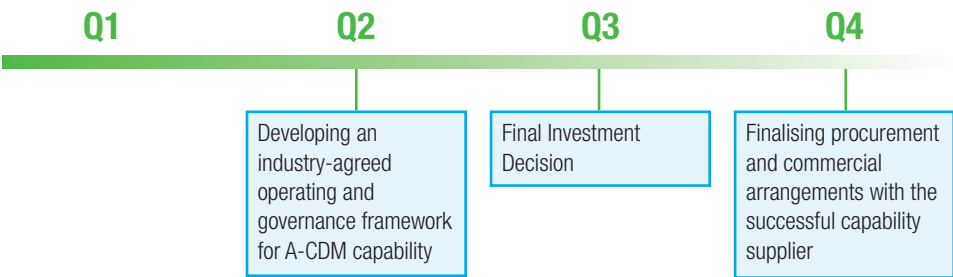 Q1
Q2
Q3
Q4
Developing an
industry-agreed
operating and
governance framework
for A-CDM capability
Final Investment
Decision
Finalising procurement
and commercial
arrangements with the
successful capability
supplier